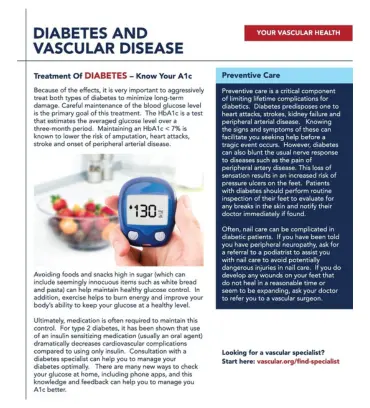 DIABETES AND
VASCULAR DISEASE
YOUR VASCULAR HEALTH
Treatment Of DIABETES – Know Your A1c
Because of the effects, it is very important to aggressively
treat both types of diabetes to minimize long-term
damage. Careful maintenance of the blood glucose level
is the primary goal of this treatment. The HbA1c is a test
that estimates the averaged glucose level over a
three-month period. Maintaining an HbA1c < 7% is
known to lower the risk of amputation, heart attacks,
stroke and onset of peripheral arterial disease.
130
Avoiding foods and snacks high in sugar (which can
include seemingly innocuous items such as white bread
and pasta) can help maintain healthy glucose control. In
addition, exercise helps to burn energy and improve your
body's ability to keep your glucose at a healthy level.
Ultimately, medication is often required to maintain this
control. For type 2 diabetes, it has been shown that use
of an insulin sensitizing medication (usually an oral agent)
dramatically decreases cardiovascular complications
compared to using only insulin. Consultation with a
diabetes specialist can help you to manage your
diabetes optimally. There are many new ways to check
your glucose at home, including phone apps, and this
knowledge and feedback can help you to manage you
A1c better.
Preventive Care
Preventive care is a critical component
of limiting lifetime complications for
diabetics. Diabetes predisposes one to
heart attacks, strokes, kidney failure and
peripheral arterial disease. Knowing
the signs and symptoms of these can
facilitate you seeking help before a
tragic event occurs. However, diabetes
can also blunt the usual nerve response
to diseases such as the pain of
peripheral artery disease. This loss of
sensation results in an increased risk of
pressure ulcers on the feet. Patients
with diabetes should perform routine
inspection of their feet to evaluate for
any breaks in the skin and notify their
doctor immediately if found.
Often, nail care can be complicated in
diabetic patients. If you have been told
you have peripheral neuropathy, ask for
a referral to a podiatrist to assist you
with nail care to avoid potentially
dangerous injuries in nail care. If you do
develop any wounds on your feet that
do not heal in a reasonable time or
seem to be expanding, ask your doctor
to refer you to a vascular surgeon.
Looking for a vascular specialist?
Start here: vascular.org/find-specialist